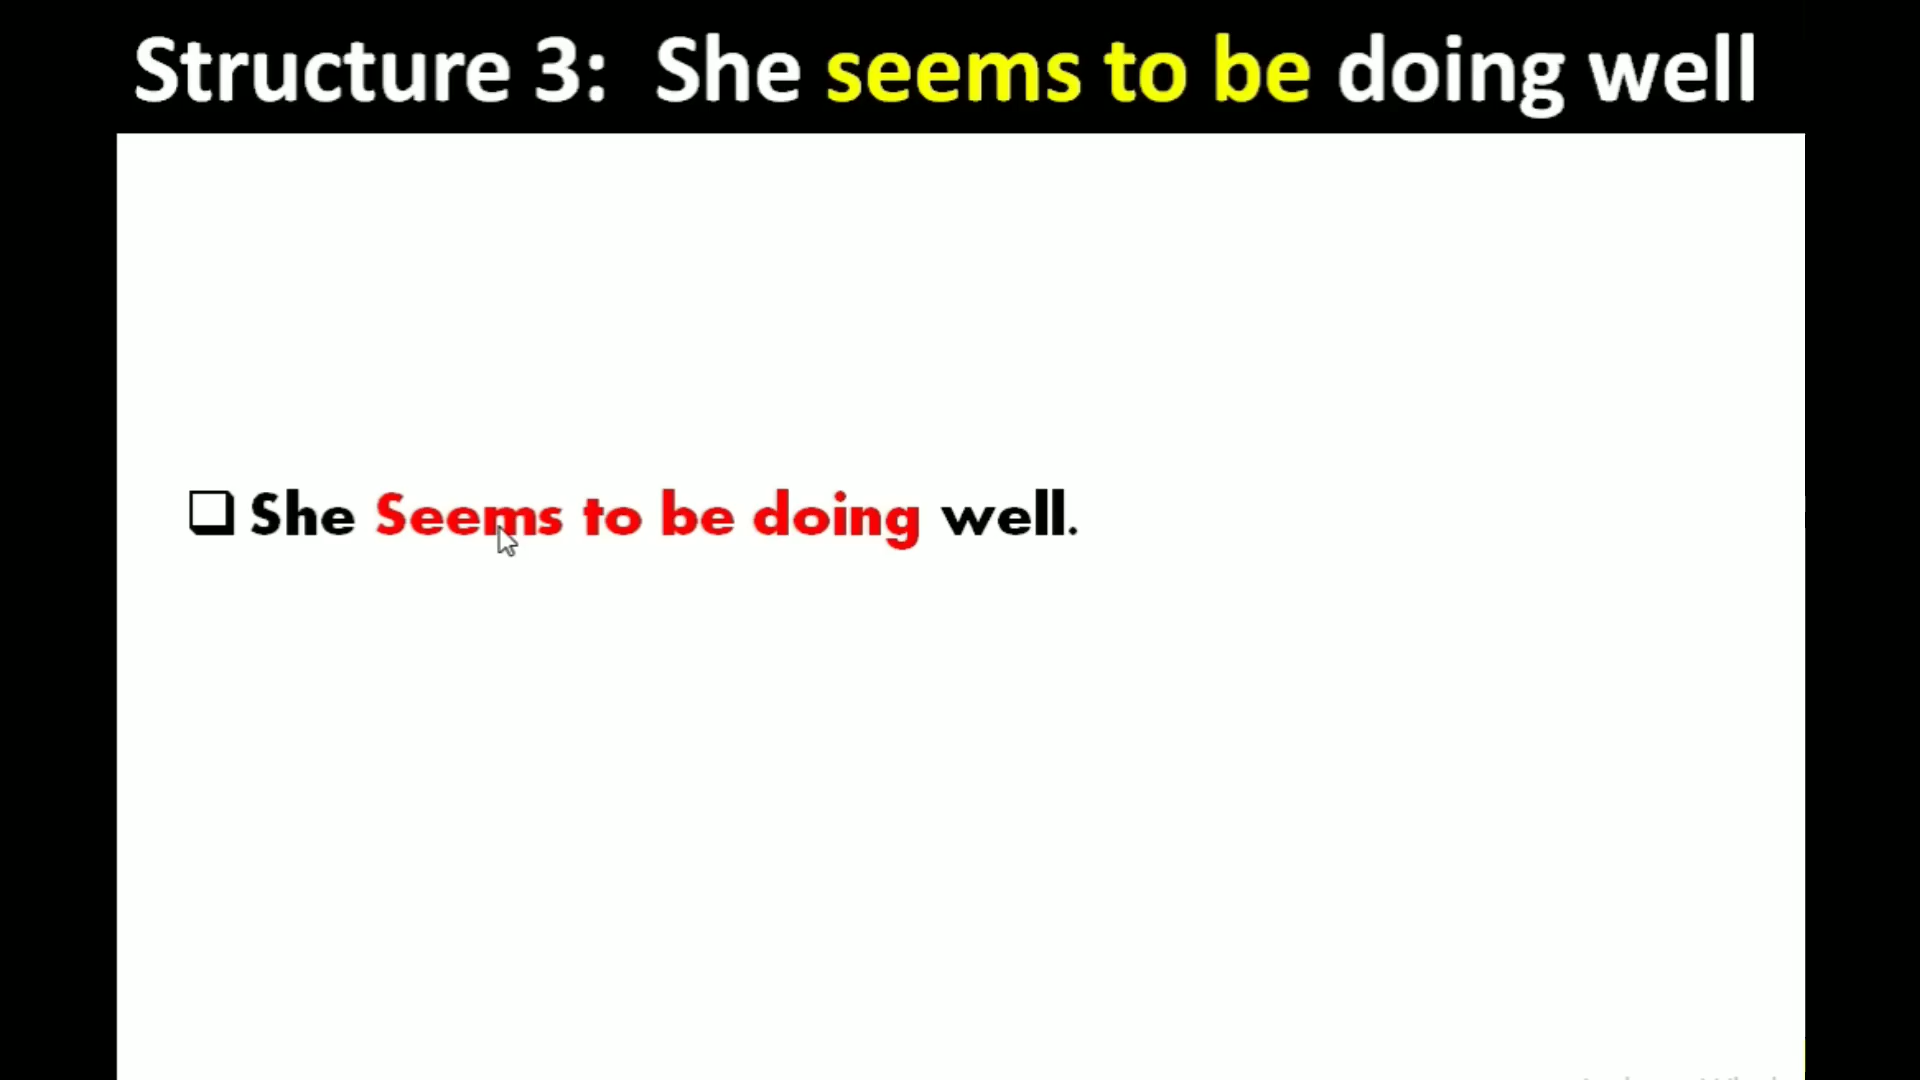 Structure 3: She seems to be doing well
❑ She Seems to be doing well.